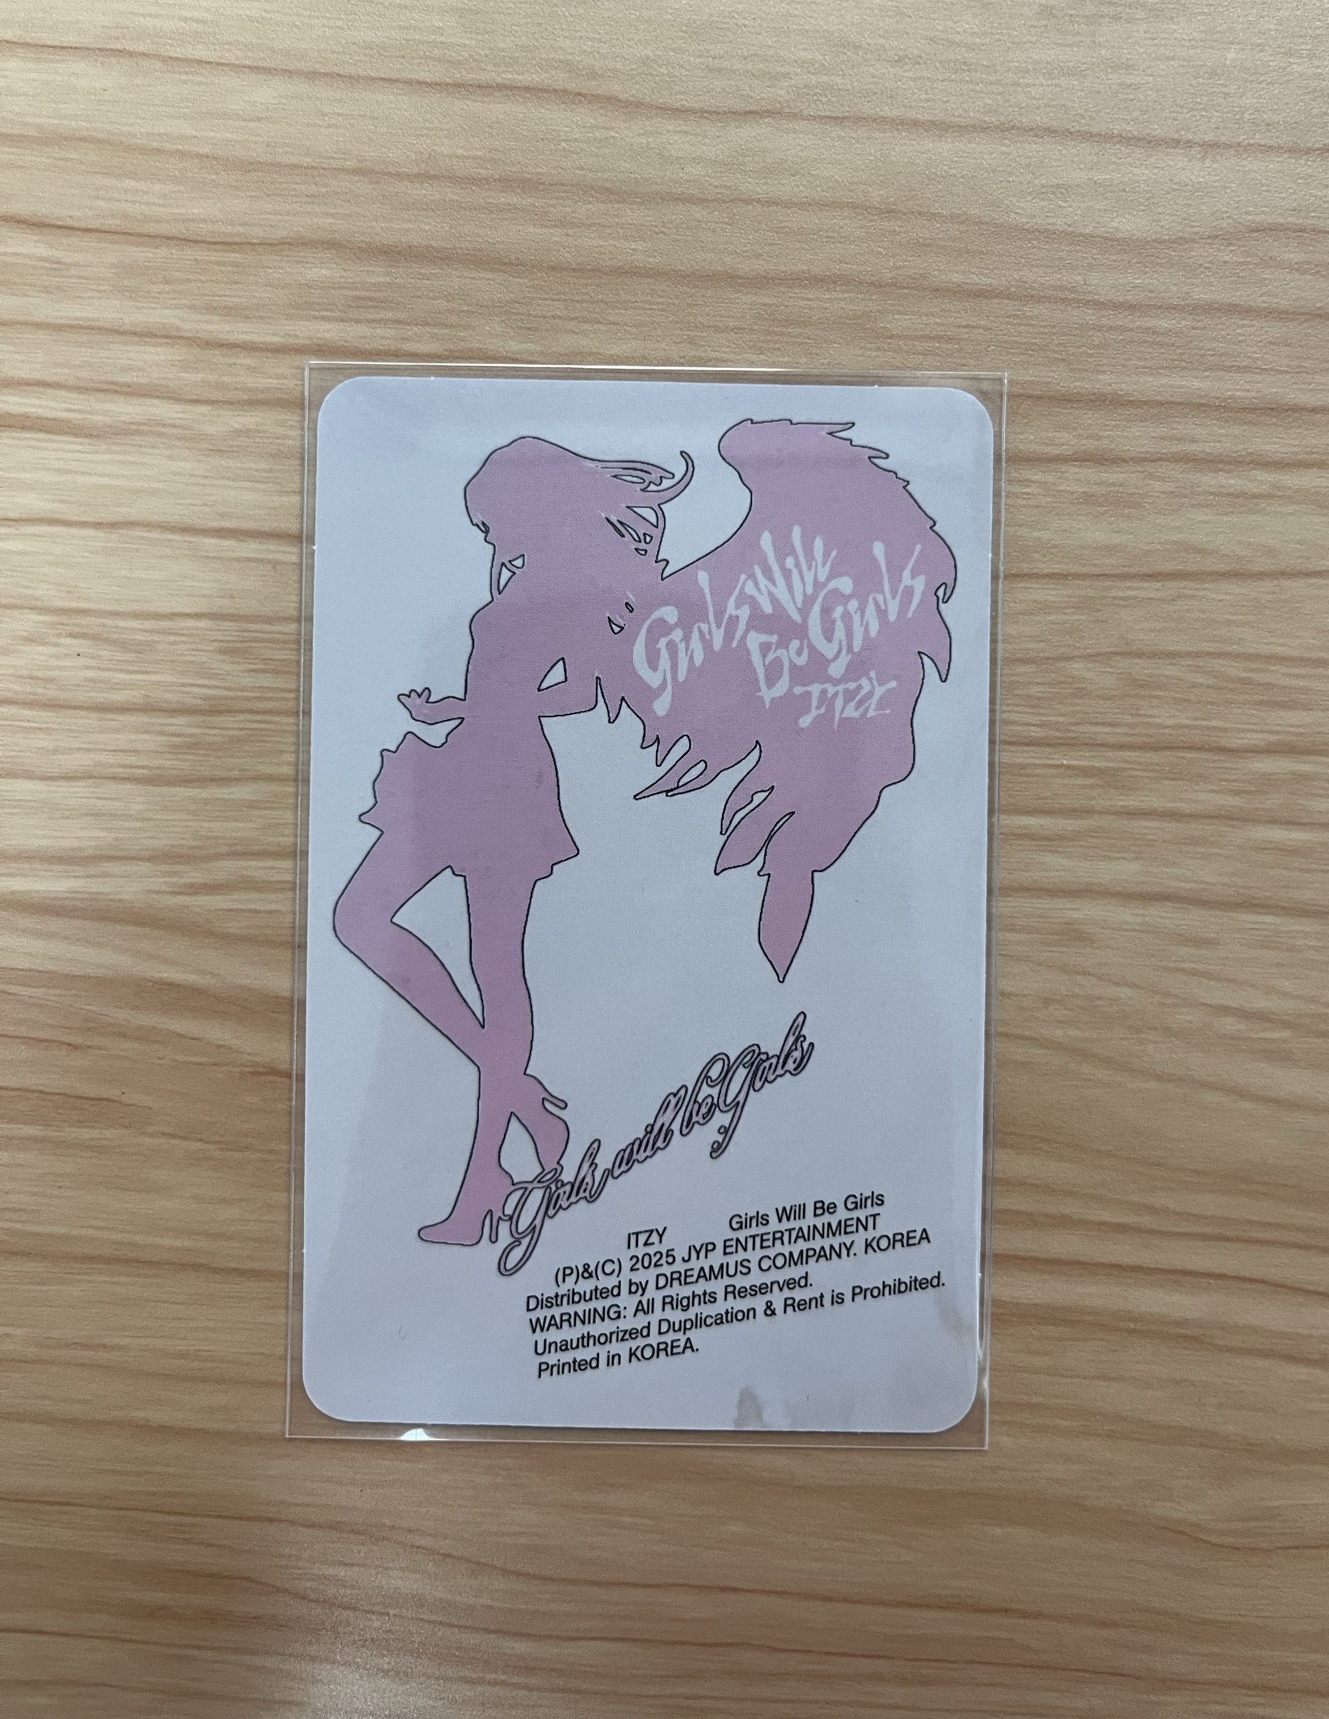 Girls Will
Be Girls
ITZY
Girls will be Girls
ITZY Girls Will Be Girls
(P)&(C) 2025 JYP ENTERTAINMENT
Distributed by DREAMUS COMPANY. KOREA
WARNING: All Rights Reserved.
Unauthorized Duplication & Rent is Prohibited.
Printed in KOREA.